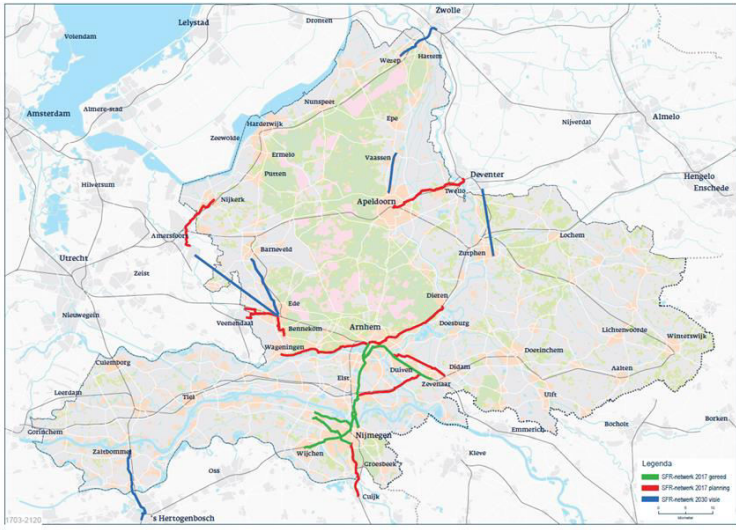 Zwolle
Lelystad
Dronten
Volendam
Wezep
Hattem
Nunspeet
Amsterdam
Almere-stad
Harderwijk
Epe
Zeewolde
Nijverdal
Almelo
Ermelo
Vaassen
Putten
Deventer
Hengelo
Hilversum
Twello
Enschede
Nijkerk
Apeldoorn
Amersfoort
Lochem
Utrecht
Barneveld
Zutphen
Zeist
Nieuwegein
Ede
Dieren
Veenendaal
Bennekom
Arnhem
Doesburg
Lichtenvoorde
Winterswijk
Wageningen
Doetinchem
Culemborg
Elst
Duiven
Didam
Aalten
Leerdam
Zevenaar
Tiel
Ulft
Gorinchem
Emmerich
Bocholt
Borken
Nijmegen
Zaltbommel
Wijchen
Kleve
Oss
Groesbeek
Cuijk
's Hertogenbosch
1703-2120
Legenda
SFR-netwerk 2017 gereed
SFR-netwerk 2017 planning
SFR-netwerk 2030 visie